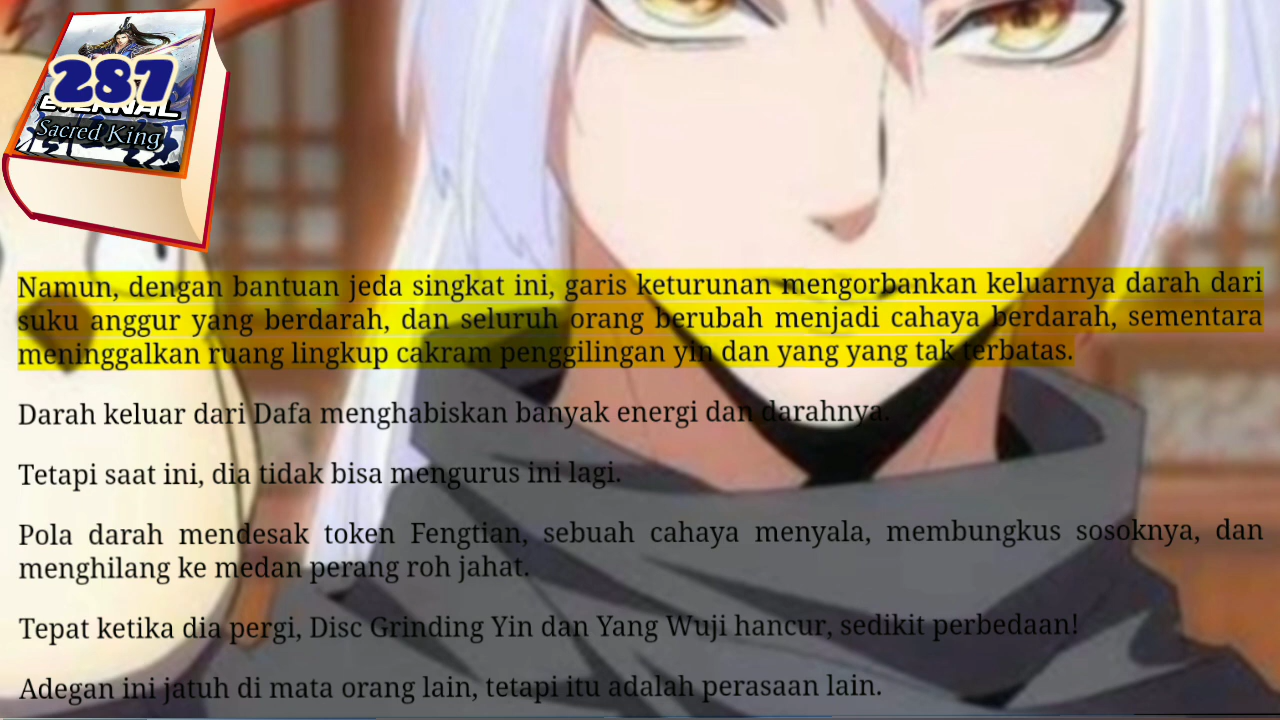 287
ETERNAL
Sacred King
Namun, dengan bantuan jeda singkat ini, garis keturunan mengorbankan keluarnya darah dari
suku anggur yang berdarah, dan seluruh orang berubah menjadi cahaya berdarah, sementara
meninggalkan ruang lingkup cakram penggilingan yin dan yang yang tak terbatas.
Darah keluar dari Dafa menghabiskan banyak energi dan darahnya.
Tetapi saat ini, dia tidak bisa mengurus ini lagi.
Pola darah mendesak token Fengtian, sebuah cahaya menyala, membungkus sosoknya, dan
menghilang ke medan perang roh jahat.
Tepat ketika dia pergi, Disc Grinding Yin dan Yang Wuji hancur, sedikit perbedaan!
Adegan ini jatuh di mata orang lain, tetapi itu adalah perasaan lain.